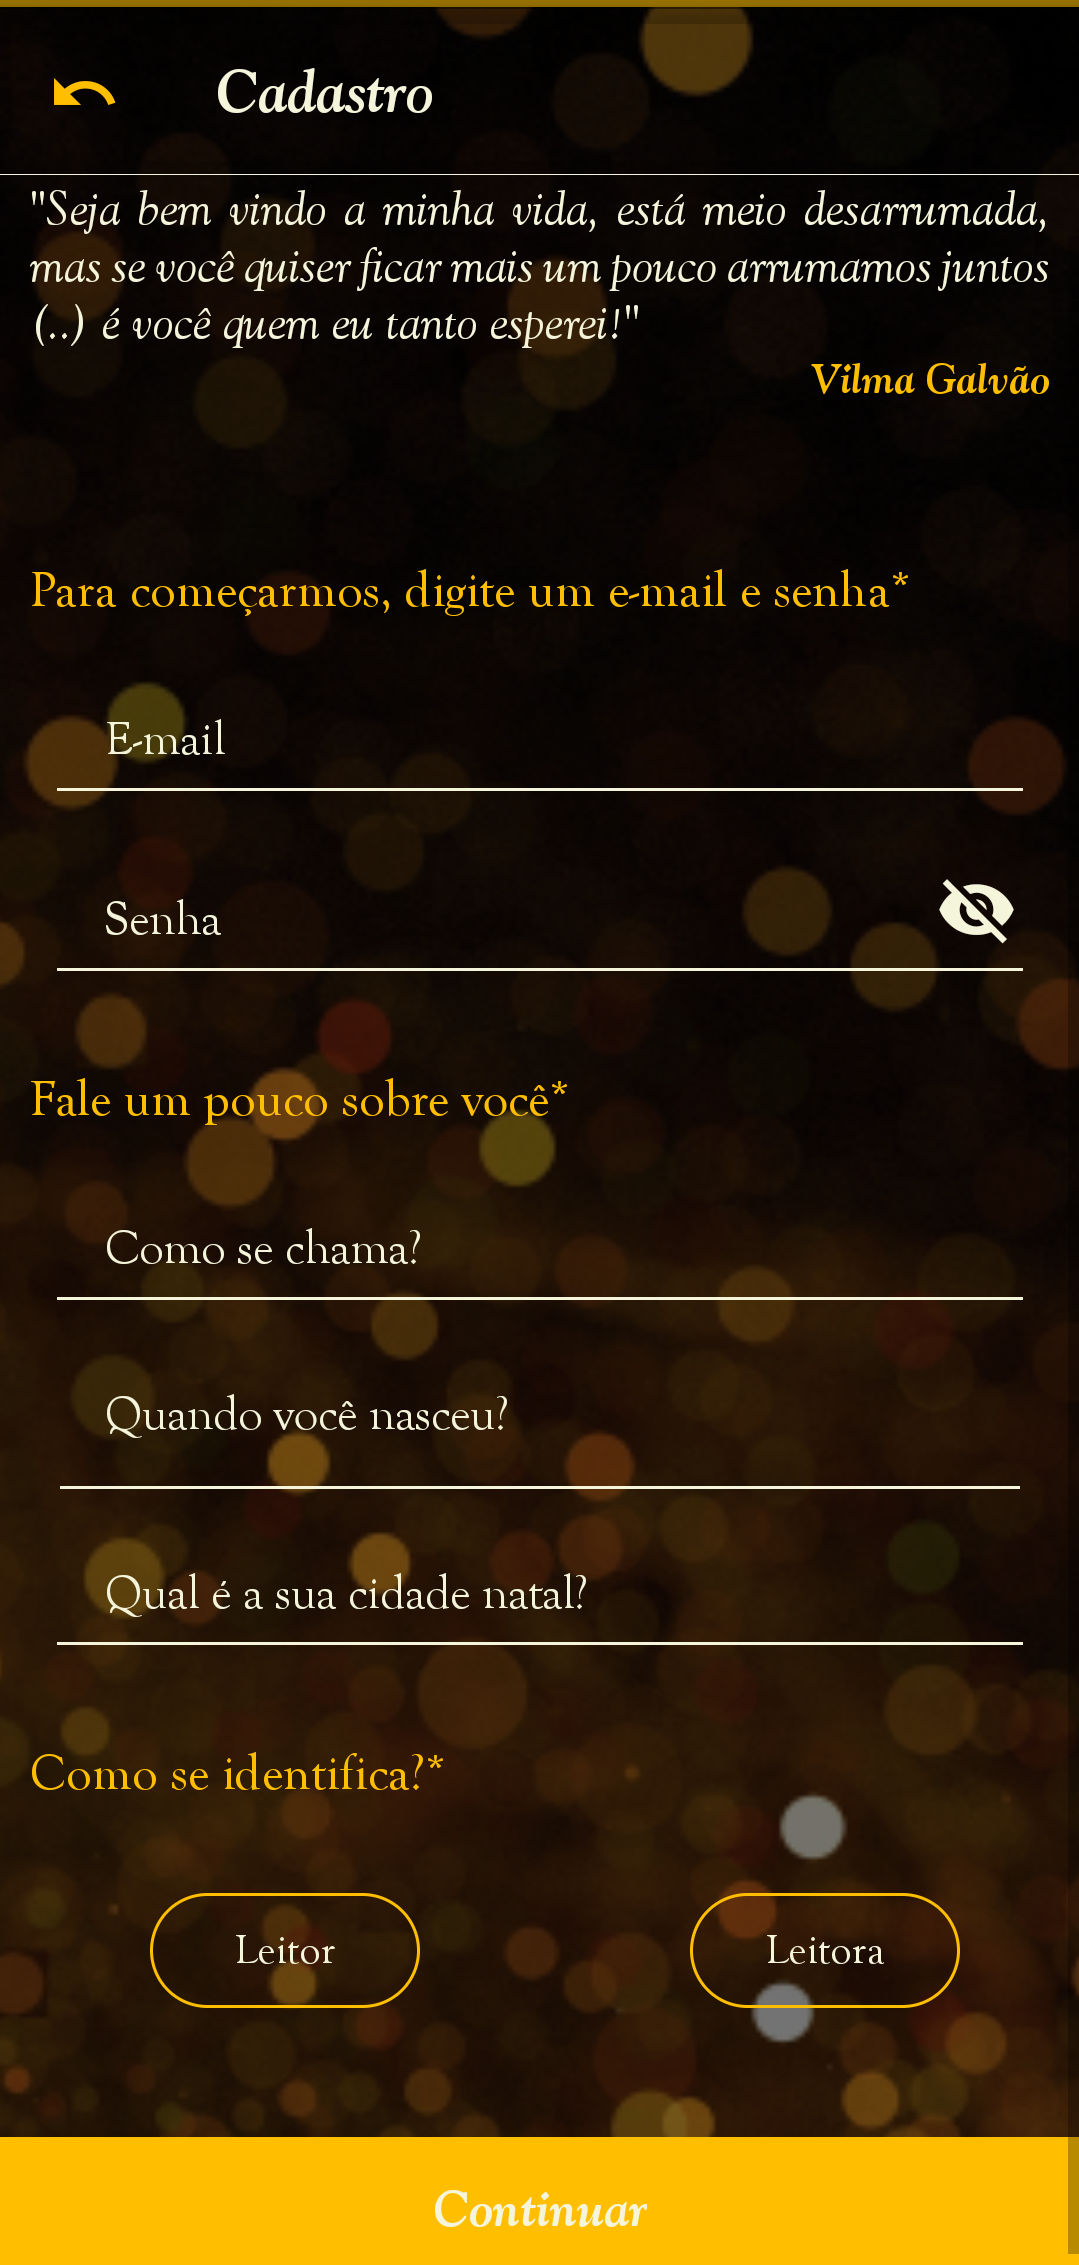 Cadastro
"Seja bem vindo a minha vida, está meio desarrumada,
mas se você quiser ficar mais um pouco arrumamos juntos
(..) é você quem eu tanto esperei!"
Vilma Galvão
Para começarmos, digite um e-mail e senha*
E-mail
Senha
Fale um pouco sobre você*
Como se chama?
Quando você nasceu?
Qual é a sua cidade natal?
Como se identifica?*
Leitor
Leitora
Continuar